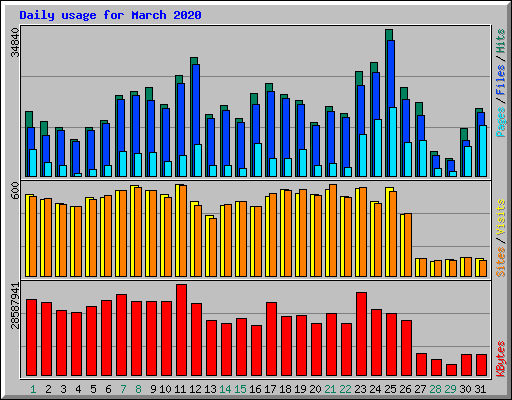 Daily usage for March 2020
34840
Pages / Files / Hits
600
Sites / Visits
28587941
KBytes
1 2 3 4 5 6 7 8 9 10 11 12 13 14 15 16 17 18 19 20 21 22 23 24 25 26 27 28 29 30 31